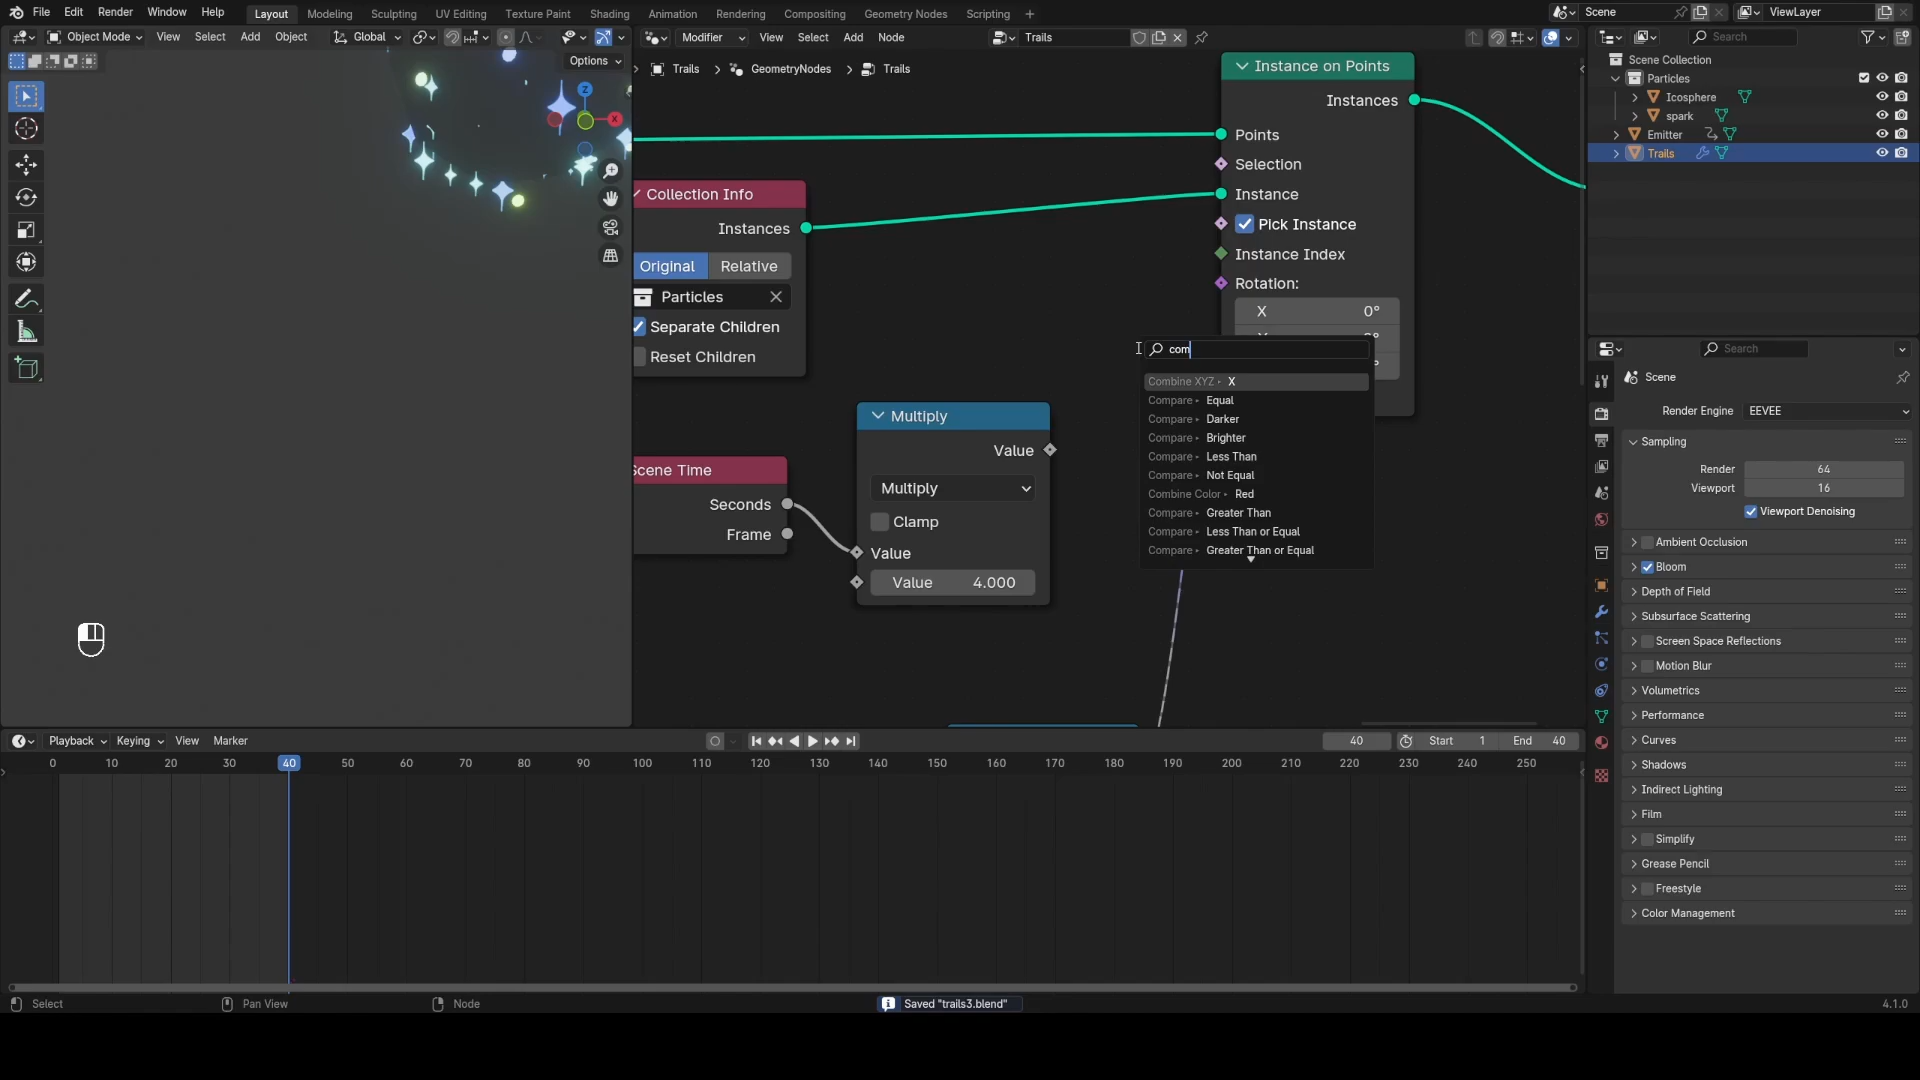 File Edit Render Window Help Layout Modeling Sculpting UV Editing Texture Paint Shading Animation Rendering Compositing Geometry Nodes Scripting + Scene ViewLayer
Object Mode View Select Add Object Global Modifier View Select Add Node Trails Search
Options
Trails > GeometryNodes > Trails
Scene Collection
Particles
Icosphere
spark
Emitter
Trails
Z
X
Instance on Points
Instances
Points
Selection
Instance
Pick Instance
Instance Index
Rotation:
X 0°
Collection Info
Instances
Original Relative
Particles
Separate Children
Reset Children
com
Combine XYZ X
Compare Equal
Compare Darker
Compare Brighter
Compare Less Than
Compare Not Equal
Combine Color Red
Compare Greater Than
Compare Less Than or Equal
Compare Greater Than or Equal
Multiply
Value
Multiply
Clamp
Value
Value 4.000
Scene Time
Seconds
Frame
Search
Scene
Render Engine EEVEE
Sampling
Render 64
Viewport 16
Viewport Denoising
Ambient Occlusion
Bloom
Depth of Field
Subsurface Scattering
Screen Space Reflections
Motion Blur
Volumetrics
Performance
Curves
Shadows
Indirect Lighting
Film
Simplify
Grease Pencil
Freestyle
Color Management
Playback Keying View Marker 40 Start 1 End 40
0 10 20 30 40 50 60 70 80 90 100 110 120 130 140 150 160 170 180 190 200 210 220 230 240 250
Select Pan View Node Saved "trails3.blend" 4.1.0